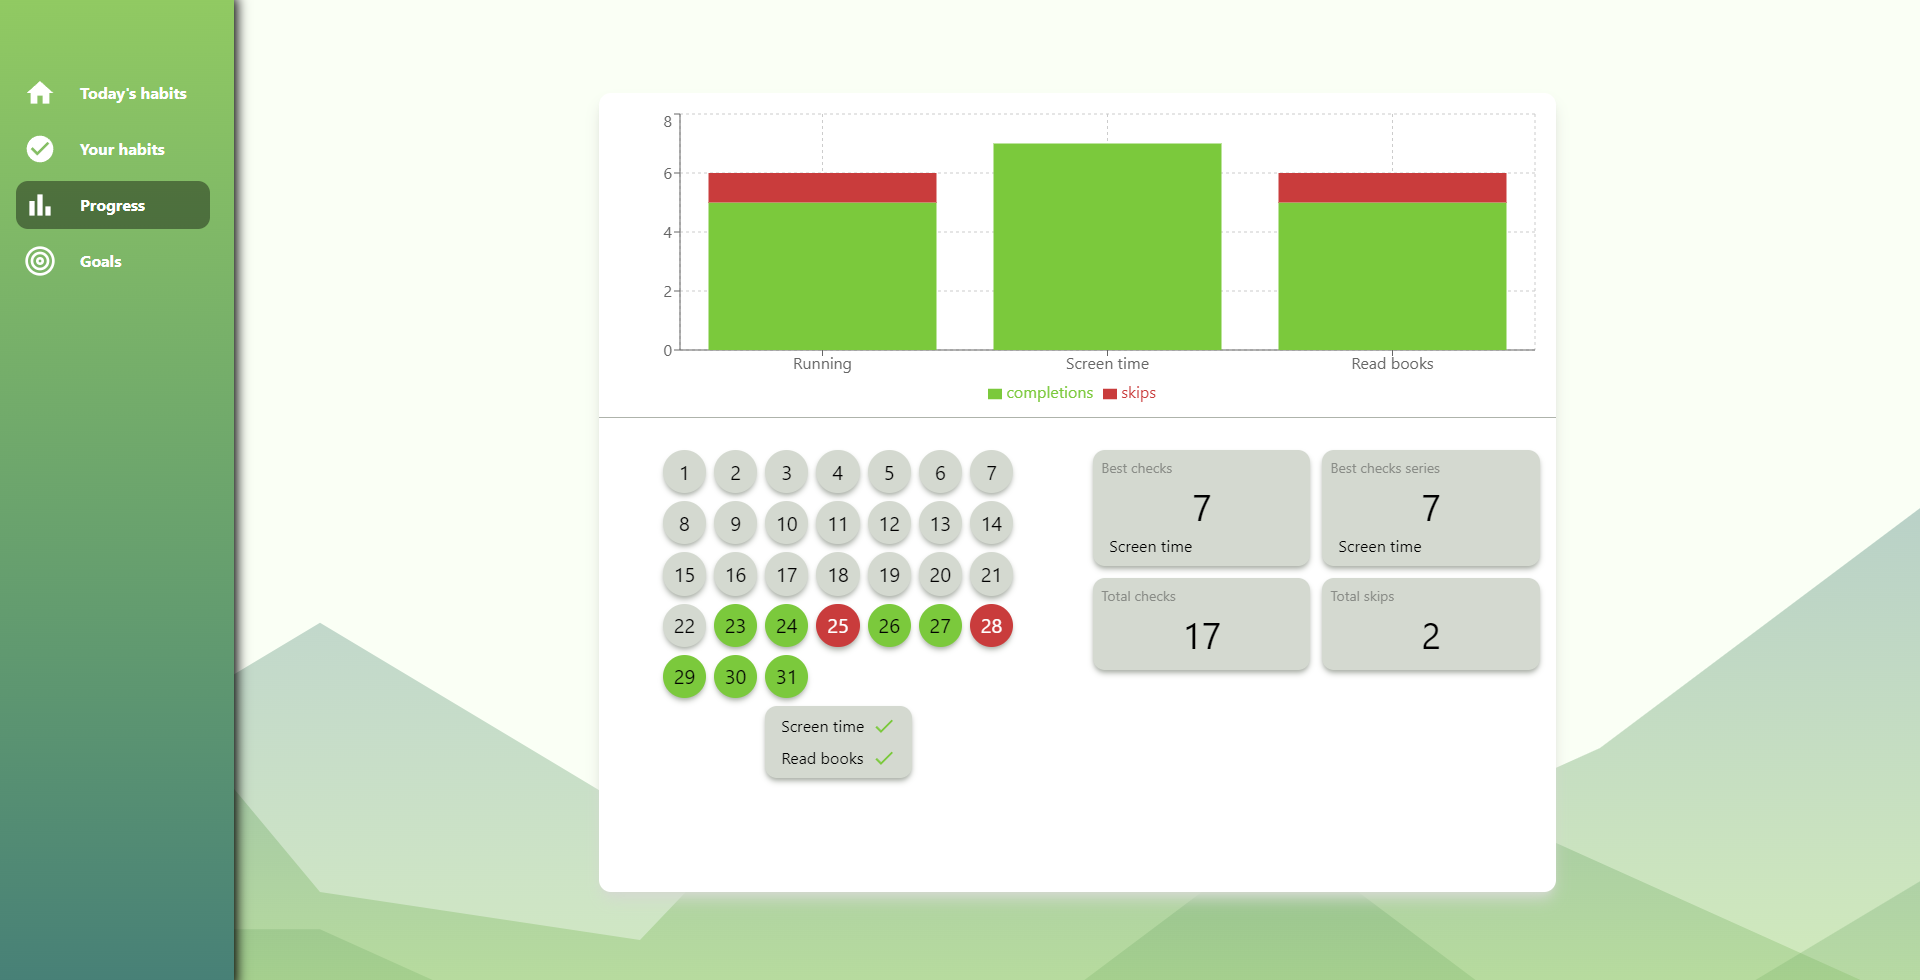 Today's habits
Your habits
Progress
Goals
8
6
4
2
0
Running Screen time Read books
completions skips
1 2 3 4 5 6 7
8 9 10 11 12 13 14
15 16 17 18 19 20 21
22 23 24 25 26 27 28
29 30 31
Screen time
Read books
Best checks
7
Screen time
Best checks series
7
Screen time
Total checks
17
Total skips
2